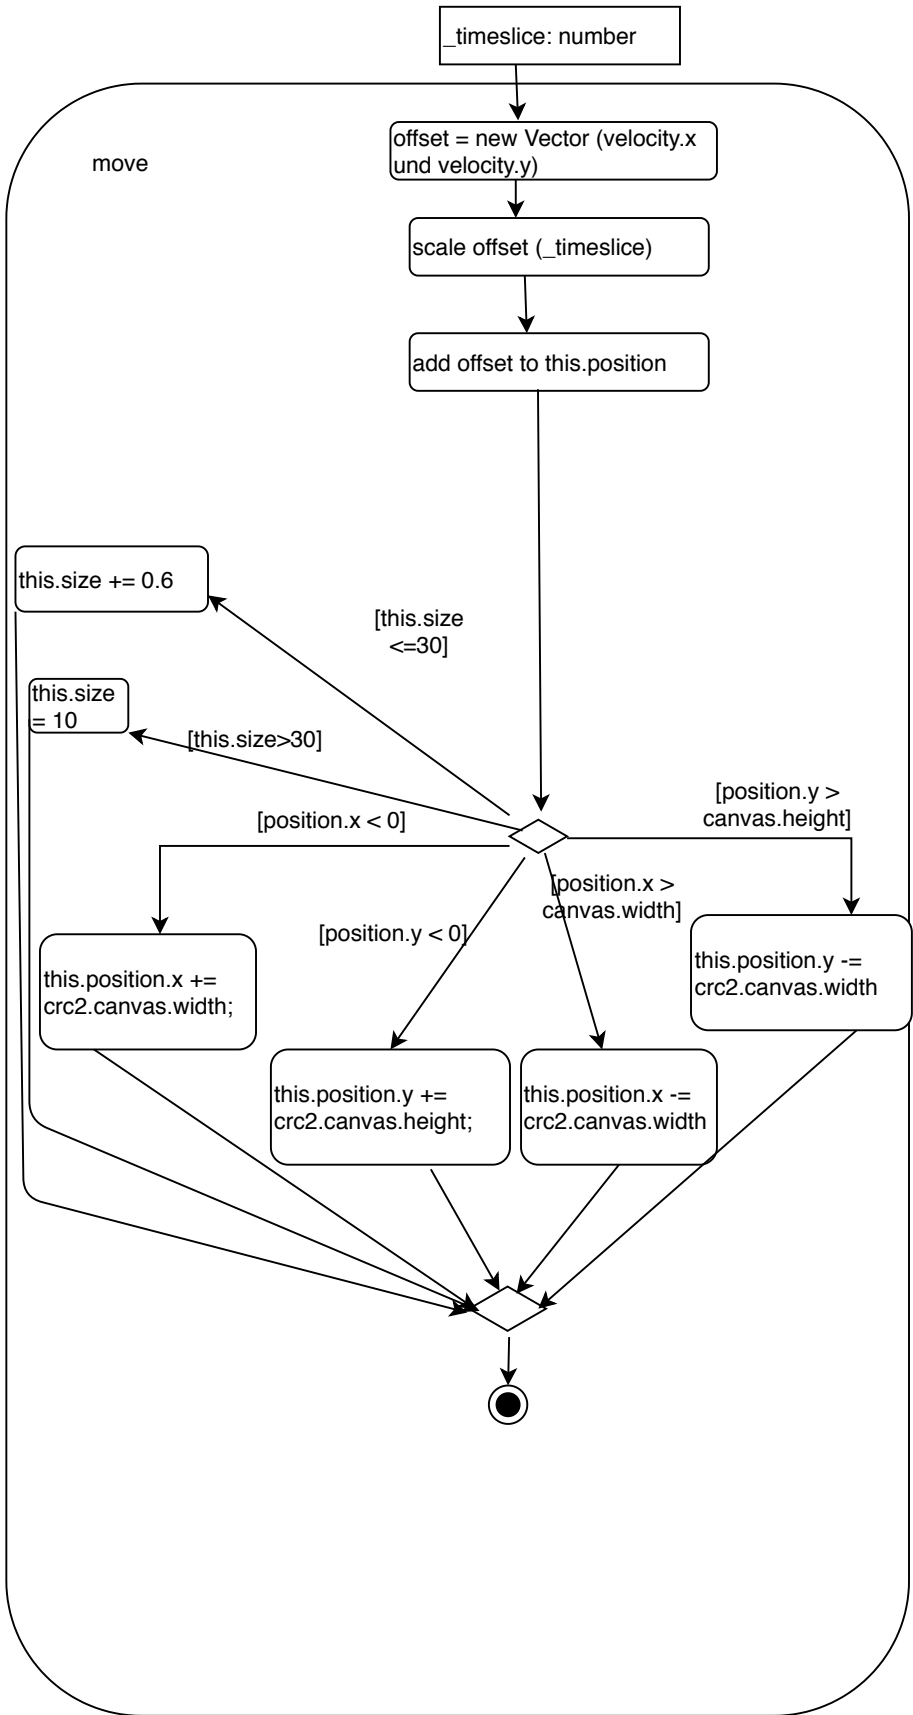 _timeslice: number
move
offset = new Vector (velocity.x
und velocity.y)
scale offset (_timeslice)
add offset to this.position
this.size += 0.6
[this.size
<=30]
this.size
= 10
[this.size>30]
[position.x < 0]
[position.y >
canvas.height]
[position.y < 0]
[position.x >
canvas.width]
this.position.x +=
crc2.canvas.width;
this.position.y -=
crc2.canvas.width
this.position.y +=
crc2.canvas.height;
this.position.x -=
crc2.canvas.width